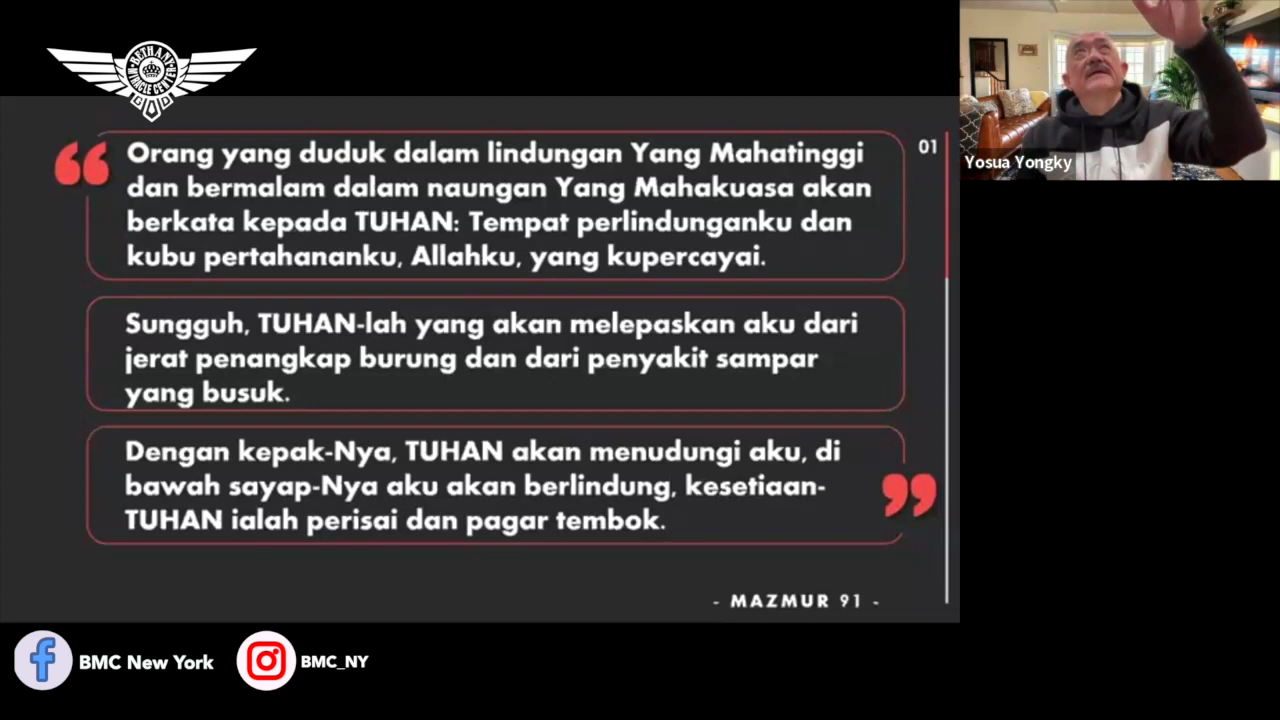 BETHANY
MIRACLE CENTER
Orang yang duduk dalam lindungan Yang Mahatinggi
dan bermalam dalam naungan Yang Mahakuasa akan
berkata kepada TUHAN: Tempat perlindunganku dan
kubu pertahananku, Allahku, yang kupercayai.
01
Sungguh, TUHAN-lah yang akan melepaskan aku dari
jerat penangkap burung dan dari penyakit sampar
yang busuk.
Dengan kepak-Nya, TUHAN akan menudungi aku, di
bawah sayap-Nya aku akan berlindung, kesetiaan-
TUHAN ialah perisai dan pagar tembok.
- MAZMUR 91 -
Yosua Yongky
BMC New York
BMC_NY